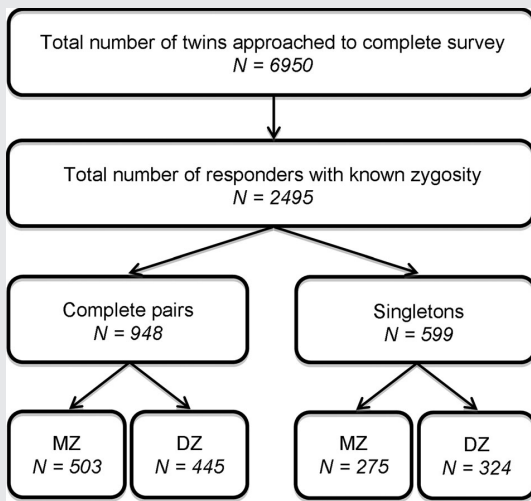 Total number of twins approached to complete survey
N = 6950
Total number of responders with known zygosity
N = 2495
Complete pairs
N = 948
Singletons
N = 599
MZ
N = 503
DZ
N = 445
MZ
N = 275
DZ
N = 324